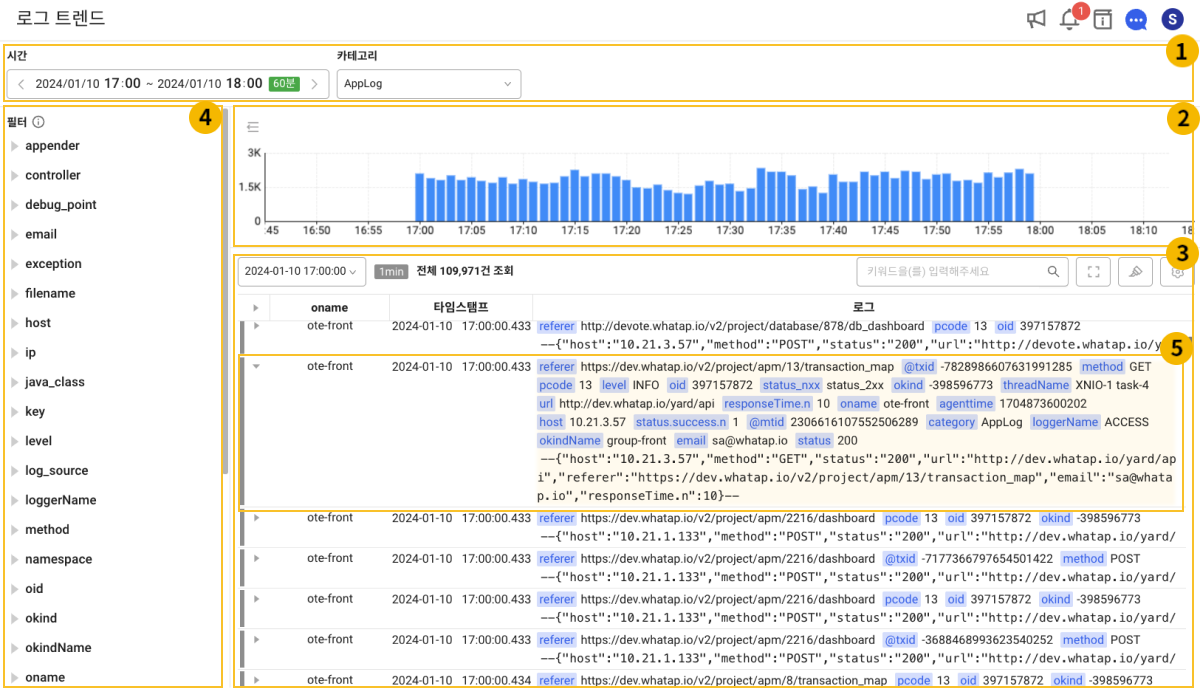 로그 트렌드
1
S
시간
카테고리
1
2024/01/10 17:00 ~ 2024/01/10 18:00 60분
AppLog
필터
4
appender
controller
debug_point
email
exception
filename
host
ip
java_class
key
level
log_source
loggerName
method
namespace
oid
okind
okindName
oname
2
3K
1.5K
0
:45 16:50 16:55 17:00 17:05 17:10 17:15 17:20 17:25 17:30 17:35 17:40 17:45 17:50 17:55 18:00 18:05 18:10 18
3
2024-01-10 17:00:00 1min 전체 109,971건 조회
키워드을(를) 입력해주세요
oname 타임스탬프 로그
ote-front 2024-01-10 17:00:00.433 referer http://devote.whatap.io/v2/project/database/878/db_dashboard pcode 13 oid 397157872
--{"host":"10.21.3.57","method":"POST","status":"200","url":"http://devote.whatap.io/y
5
ote-front 2024-01-10 17:00:00.433 referer https://dev.whatap.io/v2/project/apm/13/transaction_map @txid -7828986607631991285 method GET
pcode 13 level INFO oid 397157872 status_nxx status_2xx okind -398596773 threadName XNIO-1 task-4
url http://dev.whatap.io/yard/api responseTime.n 10 oname ote-front agenttime 1704873600202
host 10.21.3.57 status.success.n 1 @mtid 2306616107552506289 category AppLog loggerName ACCESS
okindName group-front email sa@whatap.io status 200
--{"host":"10.21.3.57","method":"GET","status":"200","url":"http://dev.whatap.io/yard/ap
i","referer":"https://dev.whatap.io/v2/project/apm/13/transaction_map","email":"sa@whata
p.io","responseTime.n":10}--
ote-front 2024-01-10 17:00:00.433 referer https://dev.whatap.io/v2/project/apm/2216/dashboard pcode 13 oid 397157872 okind -398596773
--{"host":"10.21.1.133","method":"POST","status":"200","url":"http://dev.whatap.io/yard/
ote-front 2024-01-10 17:00:00.433 referer https://dev.whatap.io/v2/project/apm/2216/dashboard @txid -7177366797654501422 method POST
--{"host":"10.21.1.133","method":"POST","status":"200","url":"http://dev.whatap.io/yard/
ote-front 2024-01-10 17:00:00.433 referer https://dev.whatap.io/v2/project/apm/2216/dashboard pcode 13 oid 397157872 okind -398596773
--{"host":"10.21.1.133","method":"POST","status":"200","url":"http://dev.whatap.io/yard/
ote-front 2024-01-10 17:00:00.433 referer https://dev.whatap.io/v2/project/apm/2216/dashboard @txid -3688468993623540252 method POST
--{"host":"10.21.1.133","method":"POST","status":"200","url":"http://dev.whatap.io/yard/
ote-front 2024-01-10 17:00:00.433 referer https://dev.whatap.io/v2/project/apm/8/transaction_map pcode 13 oid 397157872 okind -398596773